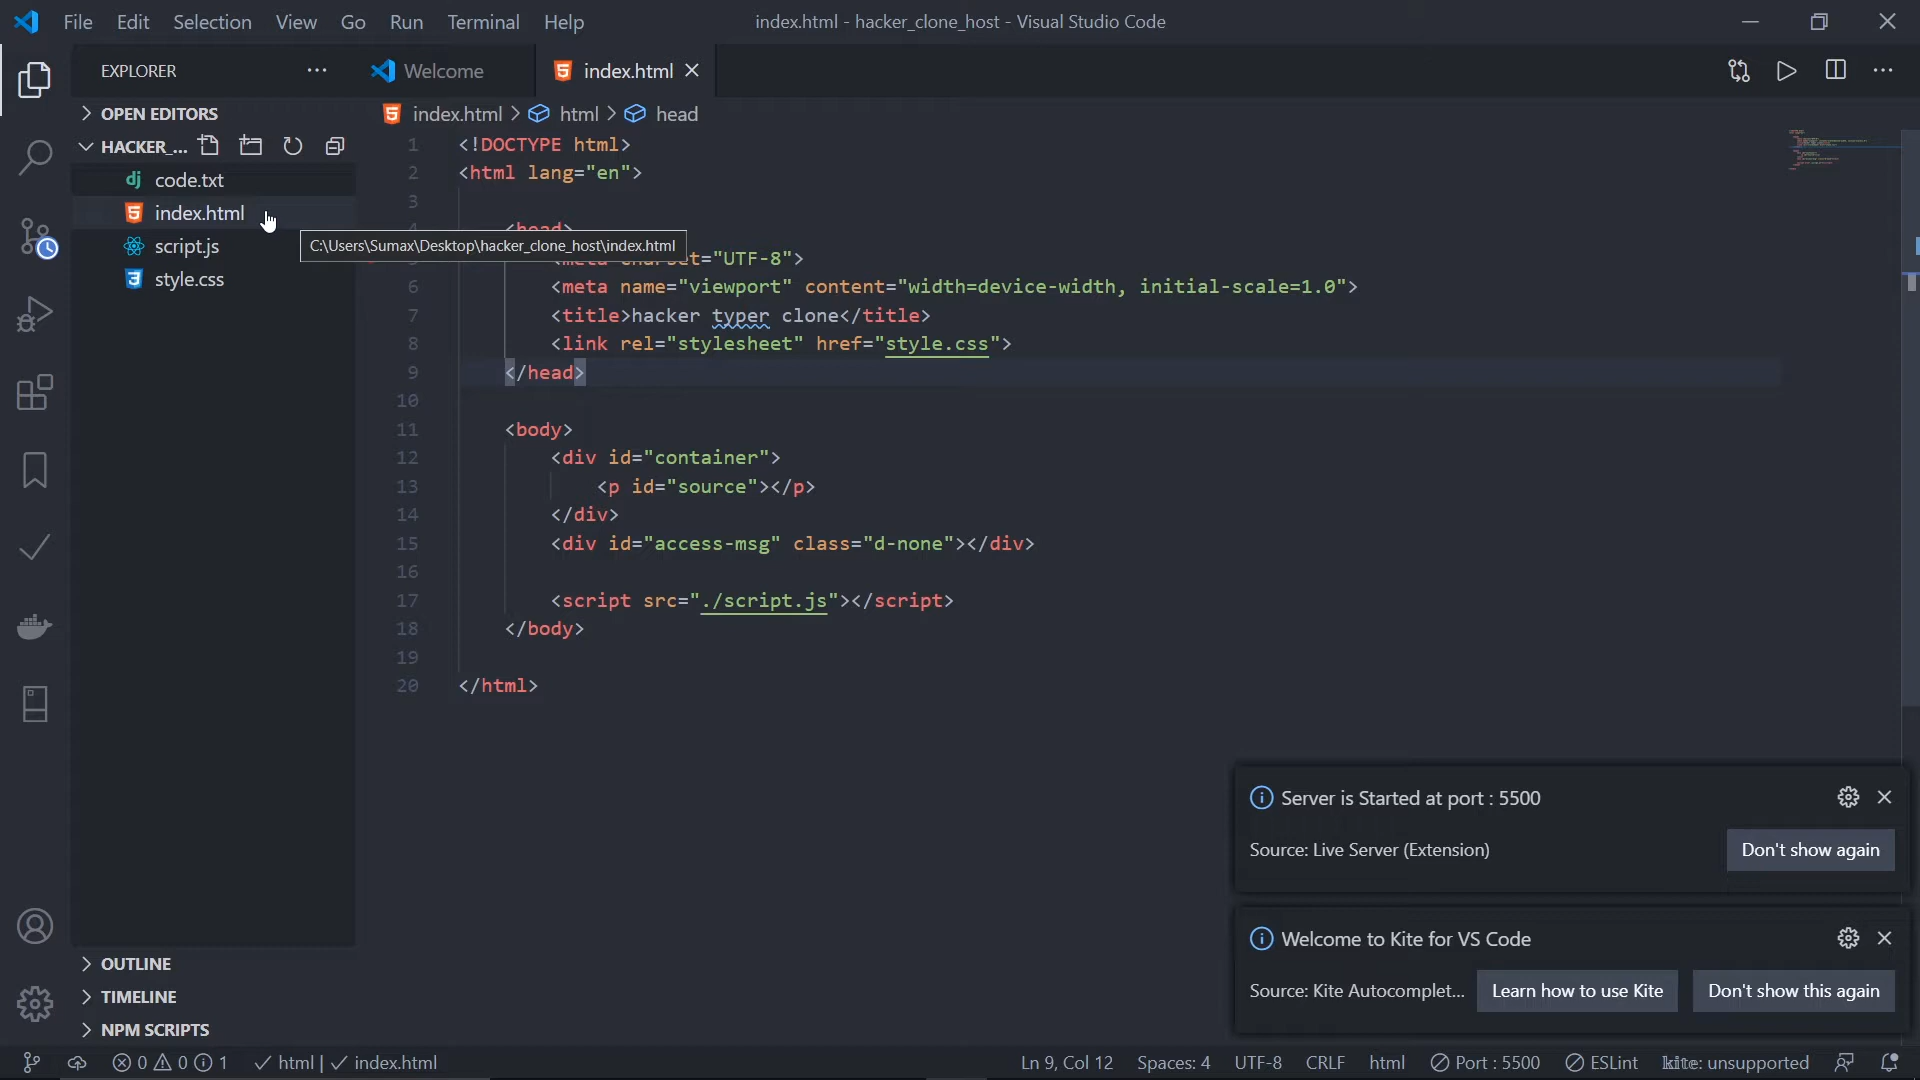 File Edit Selection View Go Run Terminal Help
index.html - hacker_clone_host - Visual Studio Code
EXPLORER
Welcome
index.html
OPEN EDITORS
index.html > html > head
HACKER_...
code.txt
index.html
script.js
style.css
C:\Users\Sumax\Desktop\hacker_clone_host\index.html
1 <!DOCTYPE html>
2 <html lang="en">
3
4 <head>
<meta charset="UTF-8">
6 <meta name="viewport" content="width=device-width, initial-scale=1.0">
7 <title>hacker typer clone</title>
8 <link rel="stylesheet" href="style.css">
9 </head>
10
11 <body>
12 <div id="container">
13 <p id="source"></p>
14 </div>
15 <div id="access-msg" class="d-none"></div>
16
17 <script src="./script.js"></script>
18 </body>
19
20 </html>
Server is Started at port : 5500
Source: Live Server (Extension)
Don't show again
Welcome to Kite for VS Code
Source: Kite Autocomplet...
Learn how to use Kite
Don't show this again
OUTLINE
TIMELINE
NPM SCRIPTS
0 0 1 html | index.html
Ln 9, Col 12 Spaces: 4 UTF-8 CRLF html Port : 5500 ESLint kite: unsupported